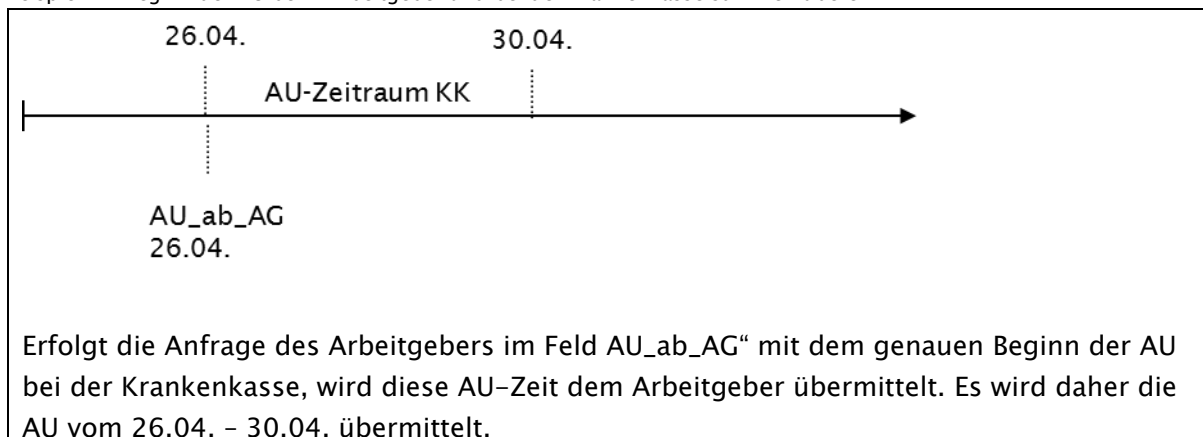 26.04. 30.04.
AU-Zeitraum KK
AU_ab_AG
26.04.
Erfolgt die Anfrage des Arbeitgebers im Feld AU_ab_AG“ mit dem genauen Beginn der AU
bei der Krankenkasse, wird diese AU-Zeit dem Arbeitgeber übermittelt. Es wird daher die
AU vom 26.04. – 30.04. übermittelt.